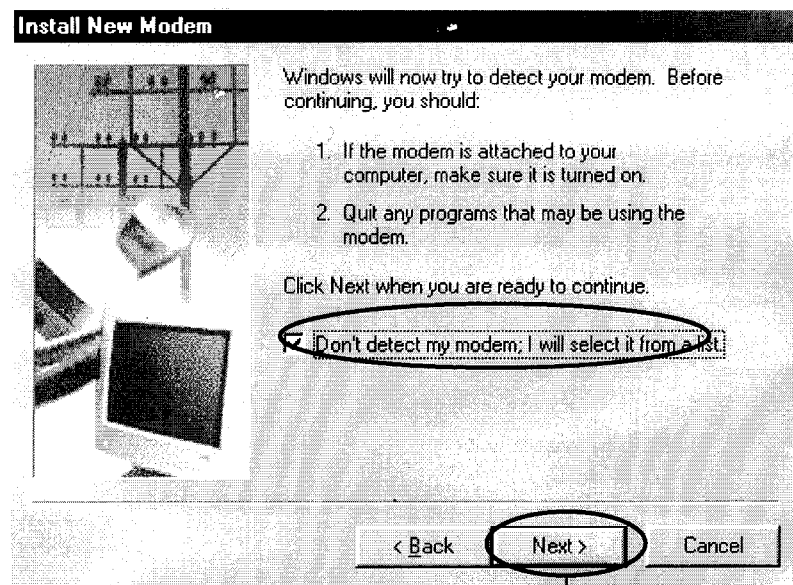 Install New Modem
Windows will now try to detect your modem. Before
continuing, you should:
1. If the modem is attached to your
computer, make sure it is turned on.
2. Quit any programs that may be using the
modem.
Click Next when you are ready to continue.
Don't detect my modem; I will select it from a list.
< Back
Next >
Cancel